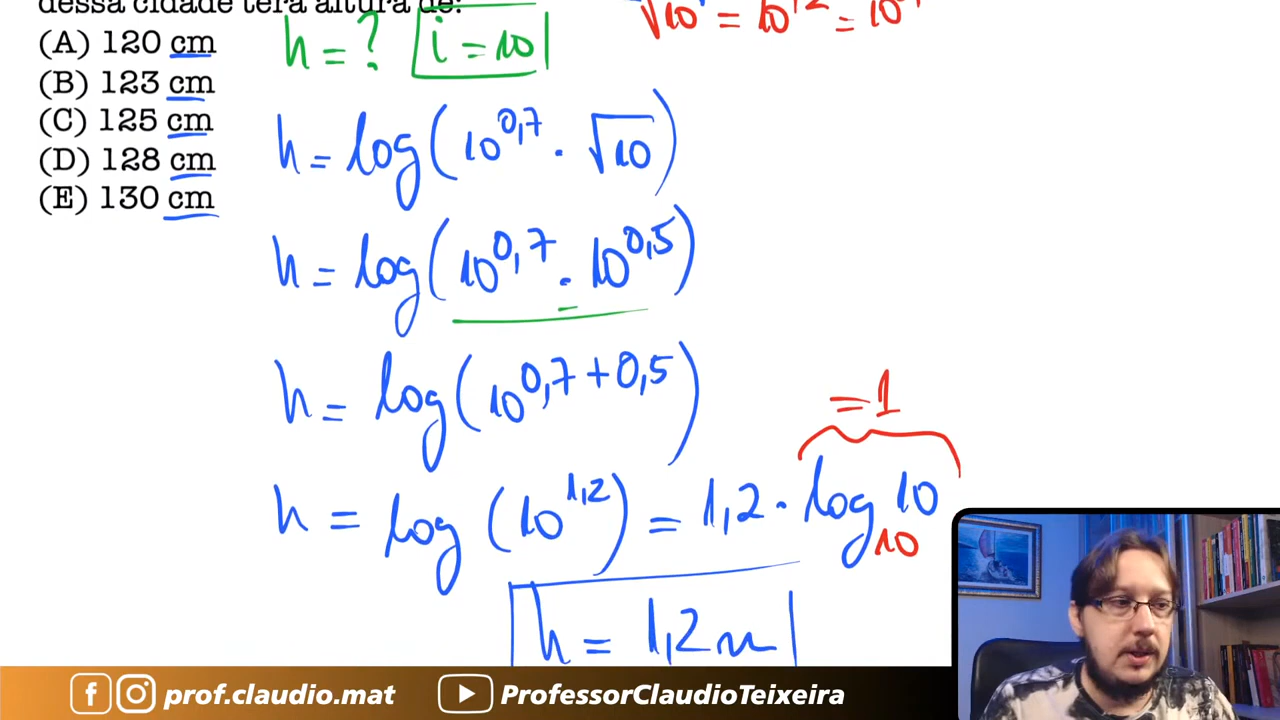 dessa cidade terá altura de:
(A) 120 cm
(B) 123 cm
(C) 125 cm
(D) 128 cm
(E) 130 cm
h = ? i = 10
h = log(10^0,7 . √10)
h = log(10^0,7 . 10^0,5)
h = log(10^0,7+0,5)
= 1
h = log(10^1,2) = 1,2 . log_10 10
h = 1,2 m
prof.claudio.mat
ProfessorClaudioTeixeira